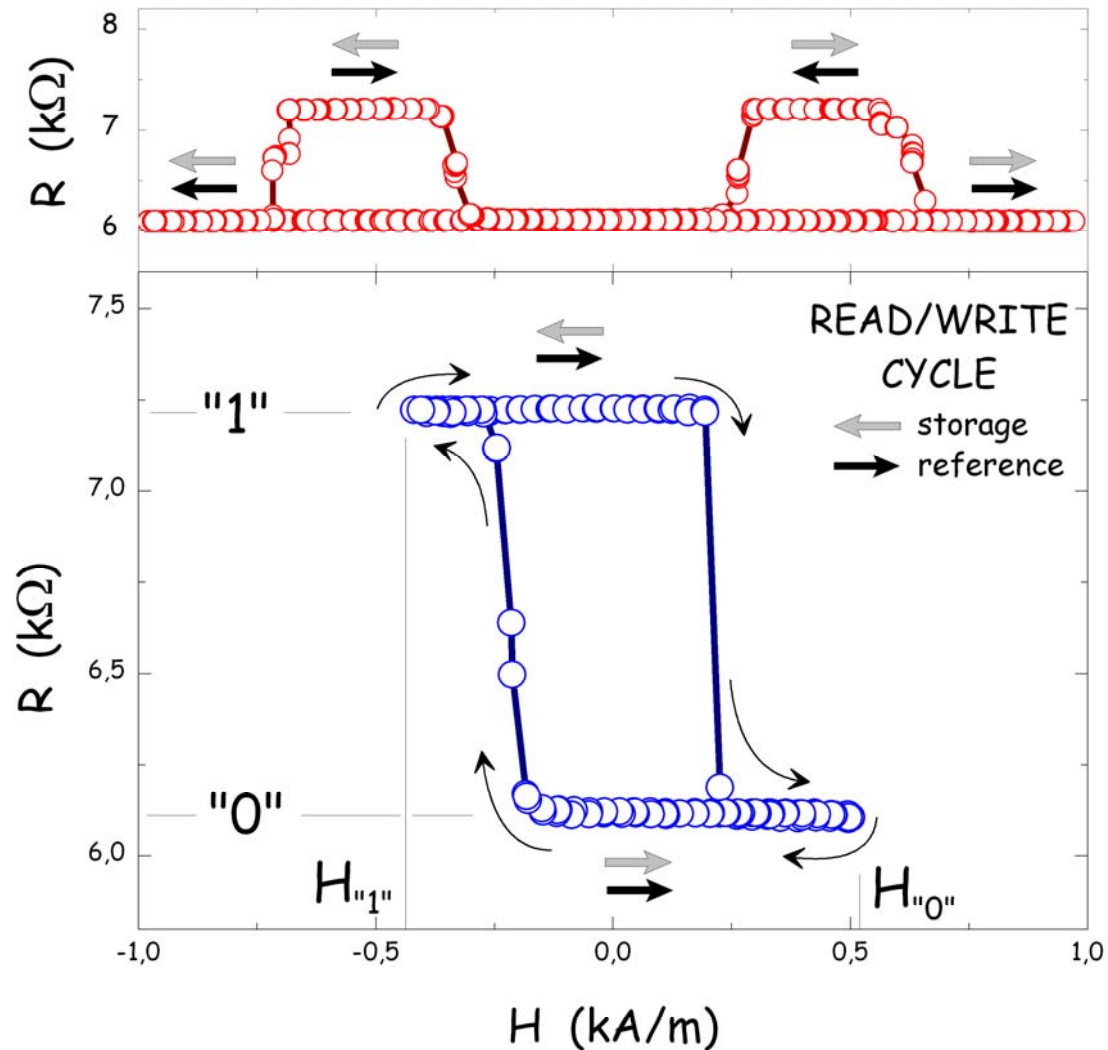 8
7
6
R (kΩ)
7,5
7,0
6,5
6,0
R (kΩ)
READ/WRITE
CYCLE
storage
reference
"1"
"0"
H"1"
H"0"
-1,0 -0,5 0,0 0,5 1,0
H (kA/m)